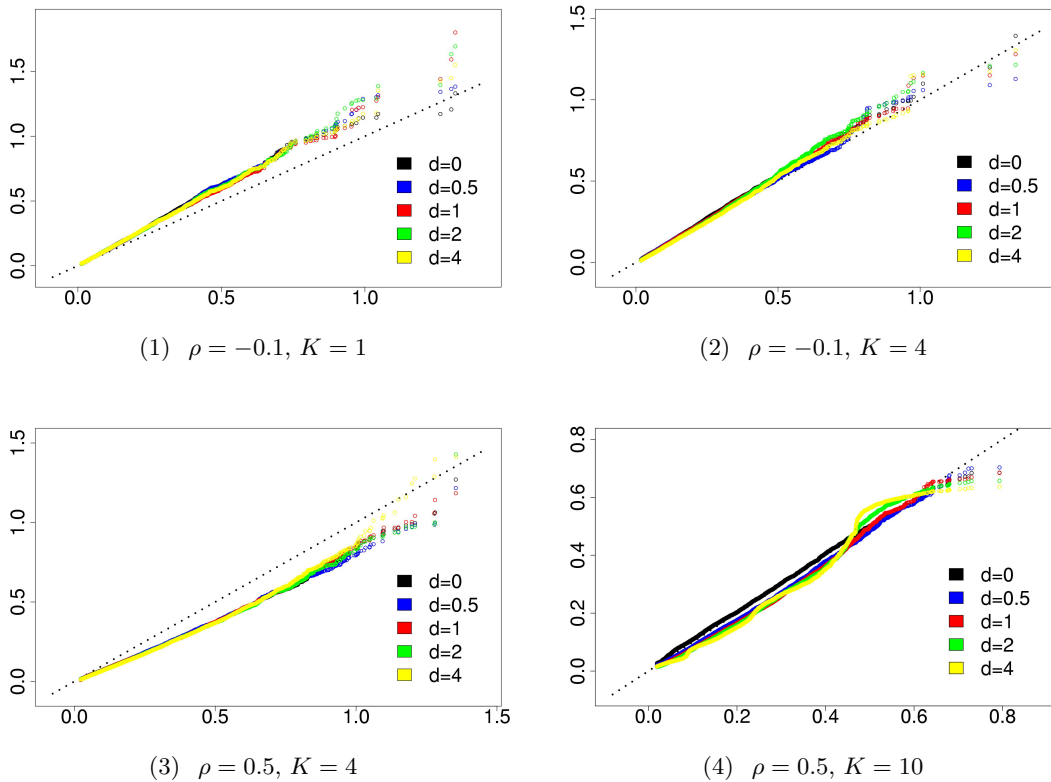 1.5
1.0
0.5
0.0
0.0 0.5 1.0
d=0
d=0.5
d=1
d=2
d=4
(1) ρ = −0.1, K = 1
1.5
1.0
0.5
0.0
0.0 0.5 1.0
d=0
d=0.5
d=1
d=2
d=4
(2) ρ = −0.1, K = 4
1.5
1.0
0.5
0.0
0.0 0.5 1.0 1.5
d=0
d=0.5
d=1
d=2
d=4
(3) ρ = 0.5, K = 4
0.8
0.6
0.4
0.2
0.0
0.0 0.2 0.4 0.6 0.8
d=0
d=0.5
d=1
d=2
d=4
(4) ρ = 0.5, K = 10